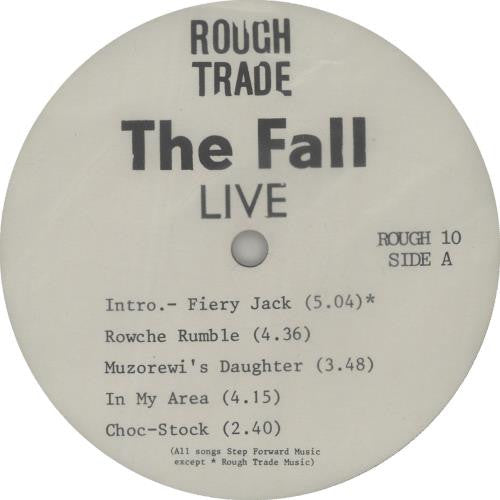 ROUGH
TRADE
The Fall
LIVE
ROUGH 10
SIDE A
Intro.- Fiery Jack (5.04)*
Rowche Rumble (4.36)
Muzorewi's Daughter (3.48)
In My Area (4.15)
Choc-Stock (2.40)
(All songs Step Forward Music
except * Rough Trade Music)